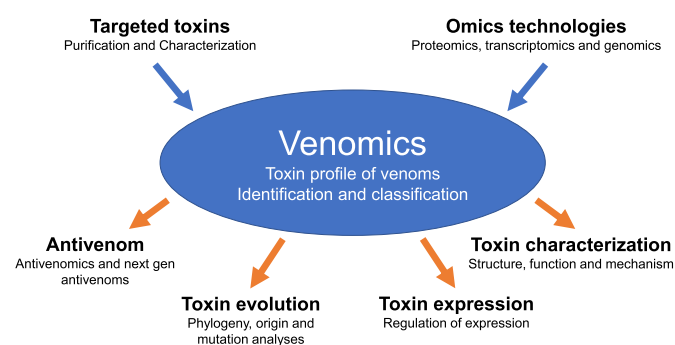 Targeted toxins
Purification and Characterization
Omics technologies
Proteomics, transcriptomics and genomics
Venomics
Toxin profile of venoms
Identification and classification
Antivenom
Antivenomics and next gen
antivenoms
Toxin characterization
Structure, function and mechanism
Toxin evolution
Phylogeny, origin and
mutation analyses
Toxin expression
Regulation of expression